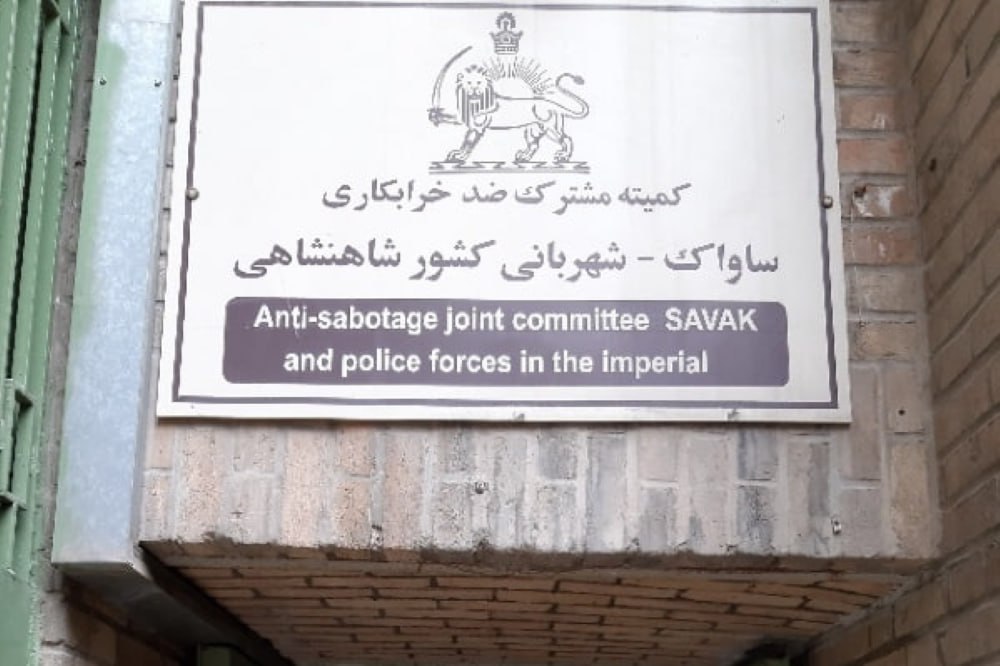 کمیته مشترک ضد خرابکاری
ساواک - شهربانی کشور شاهنشاهی
Anti-sabotage joint committee SAVAK
and police forces in the imperial